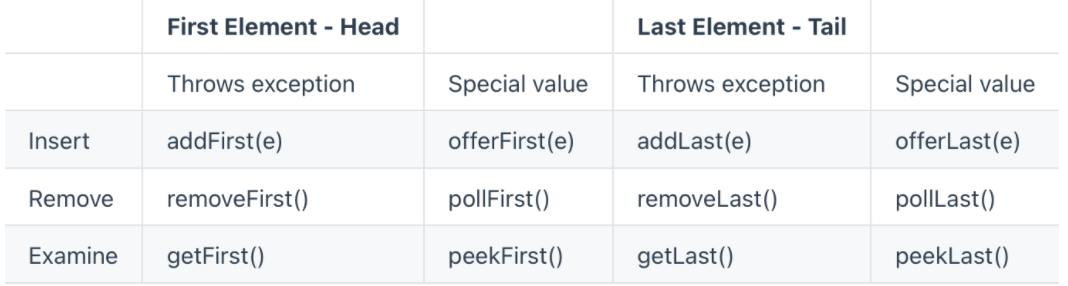 First Element - Head Last Element - Tail
Throws exception Special value Throws exception Special value
Insert addFirst(e) offerFirst(e) addLast(e) offerLast(e)
Remove removeFirst() pollFirst() removeLast() pollLast()
Examine getFirst() peekFirst() getLast() peekLast()